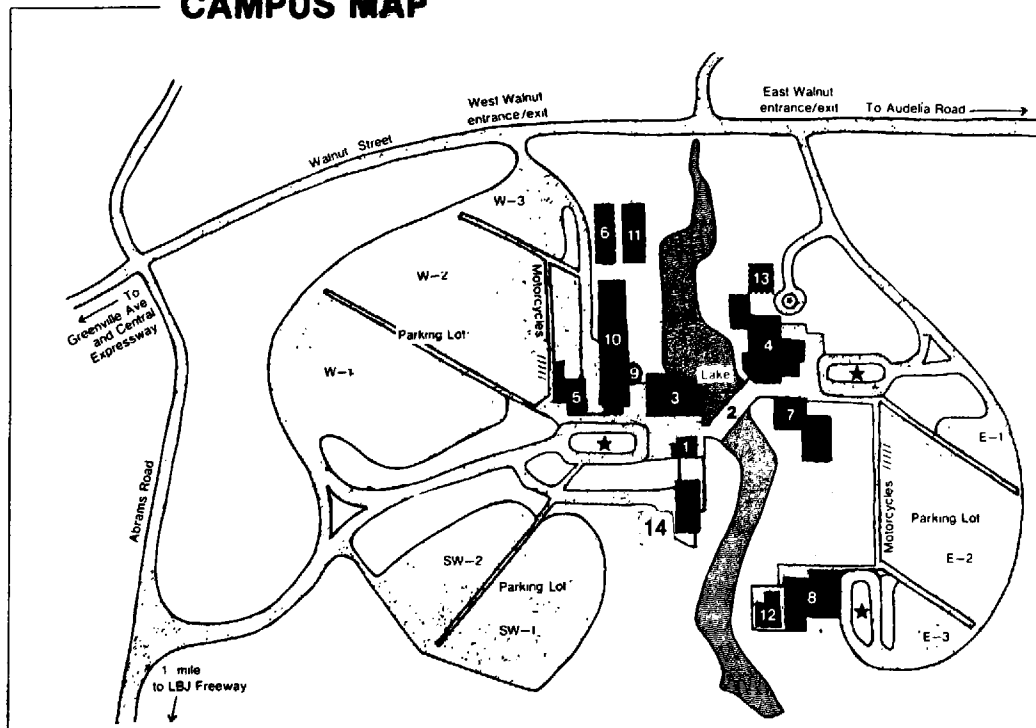 CAMPUS MAP
West Walnut
entrance/exit
East Walnut
entrance/exit
To Audelia Road
Walnut Street
W-3
6
11
W-2
Motorcycles
13
To
Greenville Ave
and Central
Expressway
Parking Lot
10
4
W-1
9
Lake
5
3
2
7
E-1
1
Abrams Road
Motorcycles
Parking Lot
14
E-2
SW-2
Parking Lot
12
8
SW-1
E-3
1 mile
to LBJ Freeway